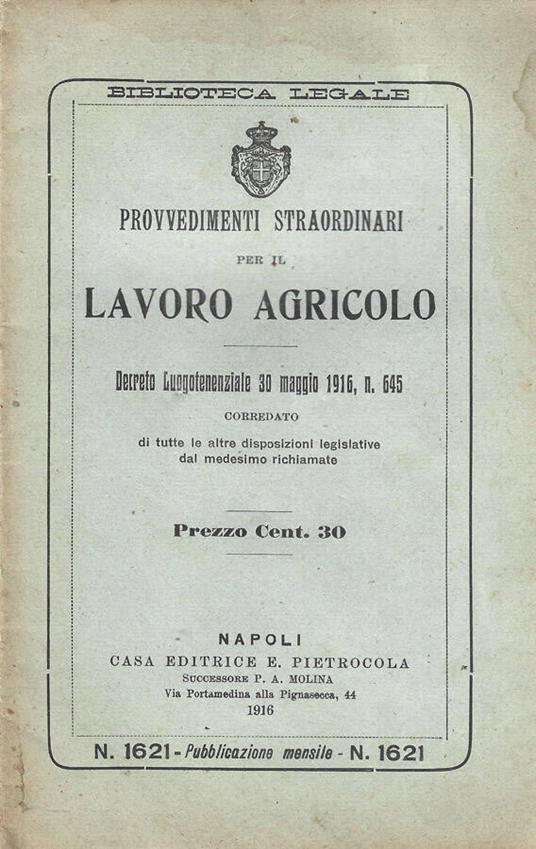 BIBLIOTECA LEGALE
PROVVEDIMENTI STRAORDINARI
PER IL
LAVORO AGRICOLO
Decreto Luogotenenziale 30 maggio 1916, n. 645
CORREDATO
di tutte le altre disposizioni legislative
dal medesimo richiamate
Prezzo Cent. 30
NAPOLI
CASA EDITRICE E. PIETROCOLA
SUCCESSORE P. A. MOLINA
Via Portamedina alla Pignasecca, 44
1916
N. 1621 - Pubblicazione mensile - N. 1621